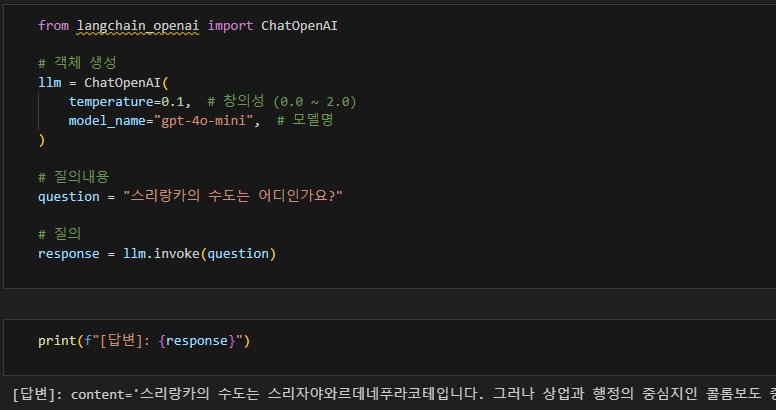 from langchain_openai import ChatOpenAI
# 객체 생성
llm = ChatOpenAI(
temperature=0.1,  # 창의성 (0.0 ~ 2.0)
model_name="gpt-4o-mini",  # 모델명
)
# 질의내용
question = "스리랑카의 수도는 어디인가요?"
# 질의
response = llm.invoke(question)
print(f"[답변]: {response}")
[답변]: content='스리랑카의 수도는 스리자야와르데네푸라코테입니다. 그러나 상업과 행정의 중심지인 콜롬보도